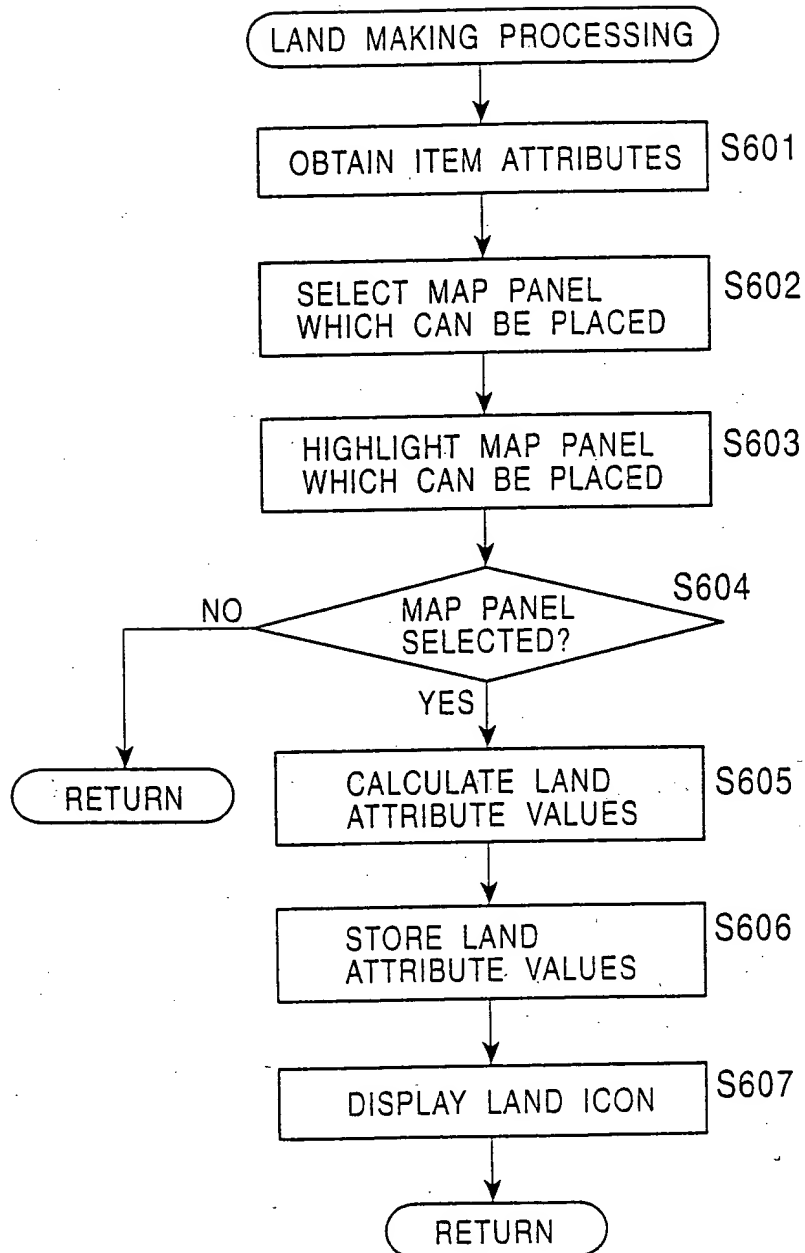 LAND MAKING PROCESSING
OBTAIN ITEM ATTRIBUTES
S601
SELECT MAP PANEL
WHICH CAN BE PLACED
S602
HIGHLIGHT MAP PANEL
WHICH CAN BE PLACED
S603
MAP PANEL
SELECTED?
S604
NO
YES
RETURN
CALCULATE LAND
ATTRIBUTE VALUES
S605
STORE LAND
ATTRIBUTE VALUES
S606
DISPLAY LAND ICON
S607
RETURN